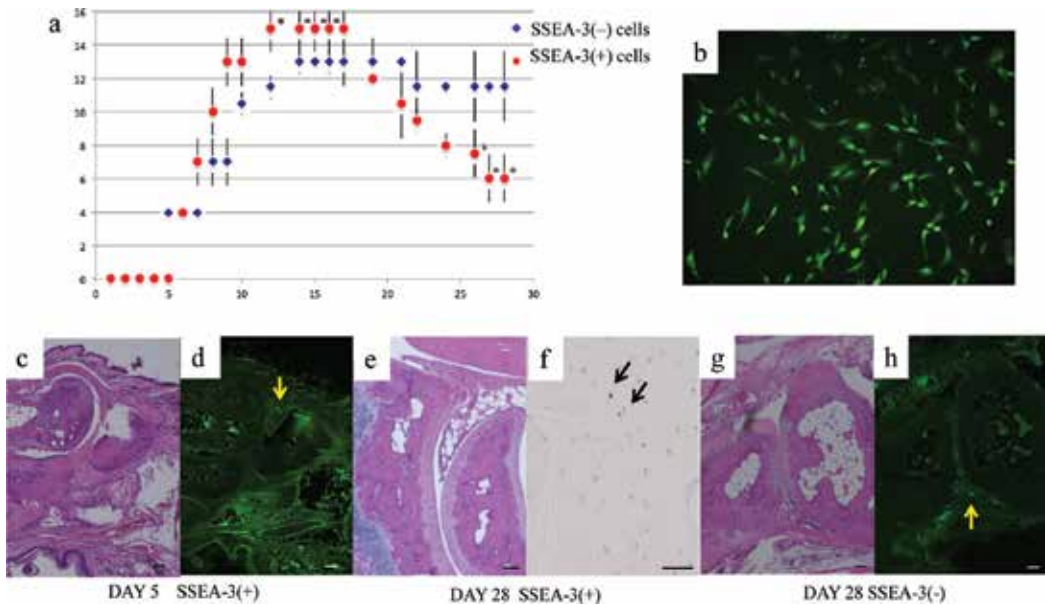 a
16
14
12
10
8
6
4
2
0
0 5 10 15 20 25 30
SSEA-3(–) cells
SSEA-3(+) cells
b
c
d
e
f
g
h
DAY 5 SSEA-3(+)
DAY 28 SSEA-3(+)
DAY 28 SSEA-3(-)